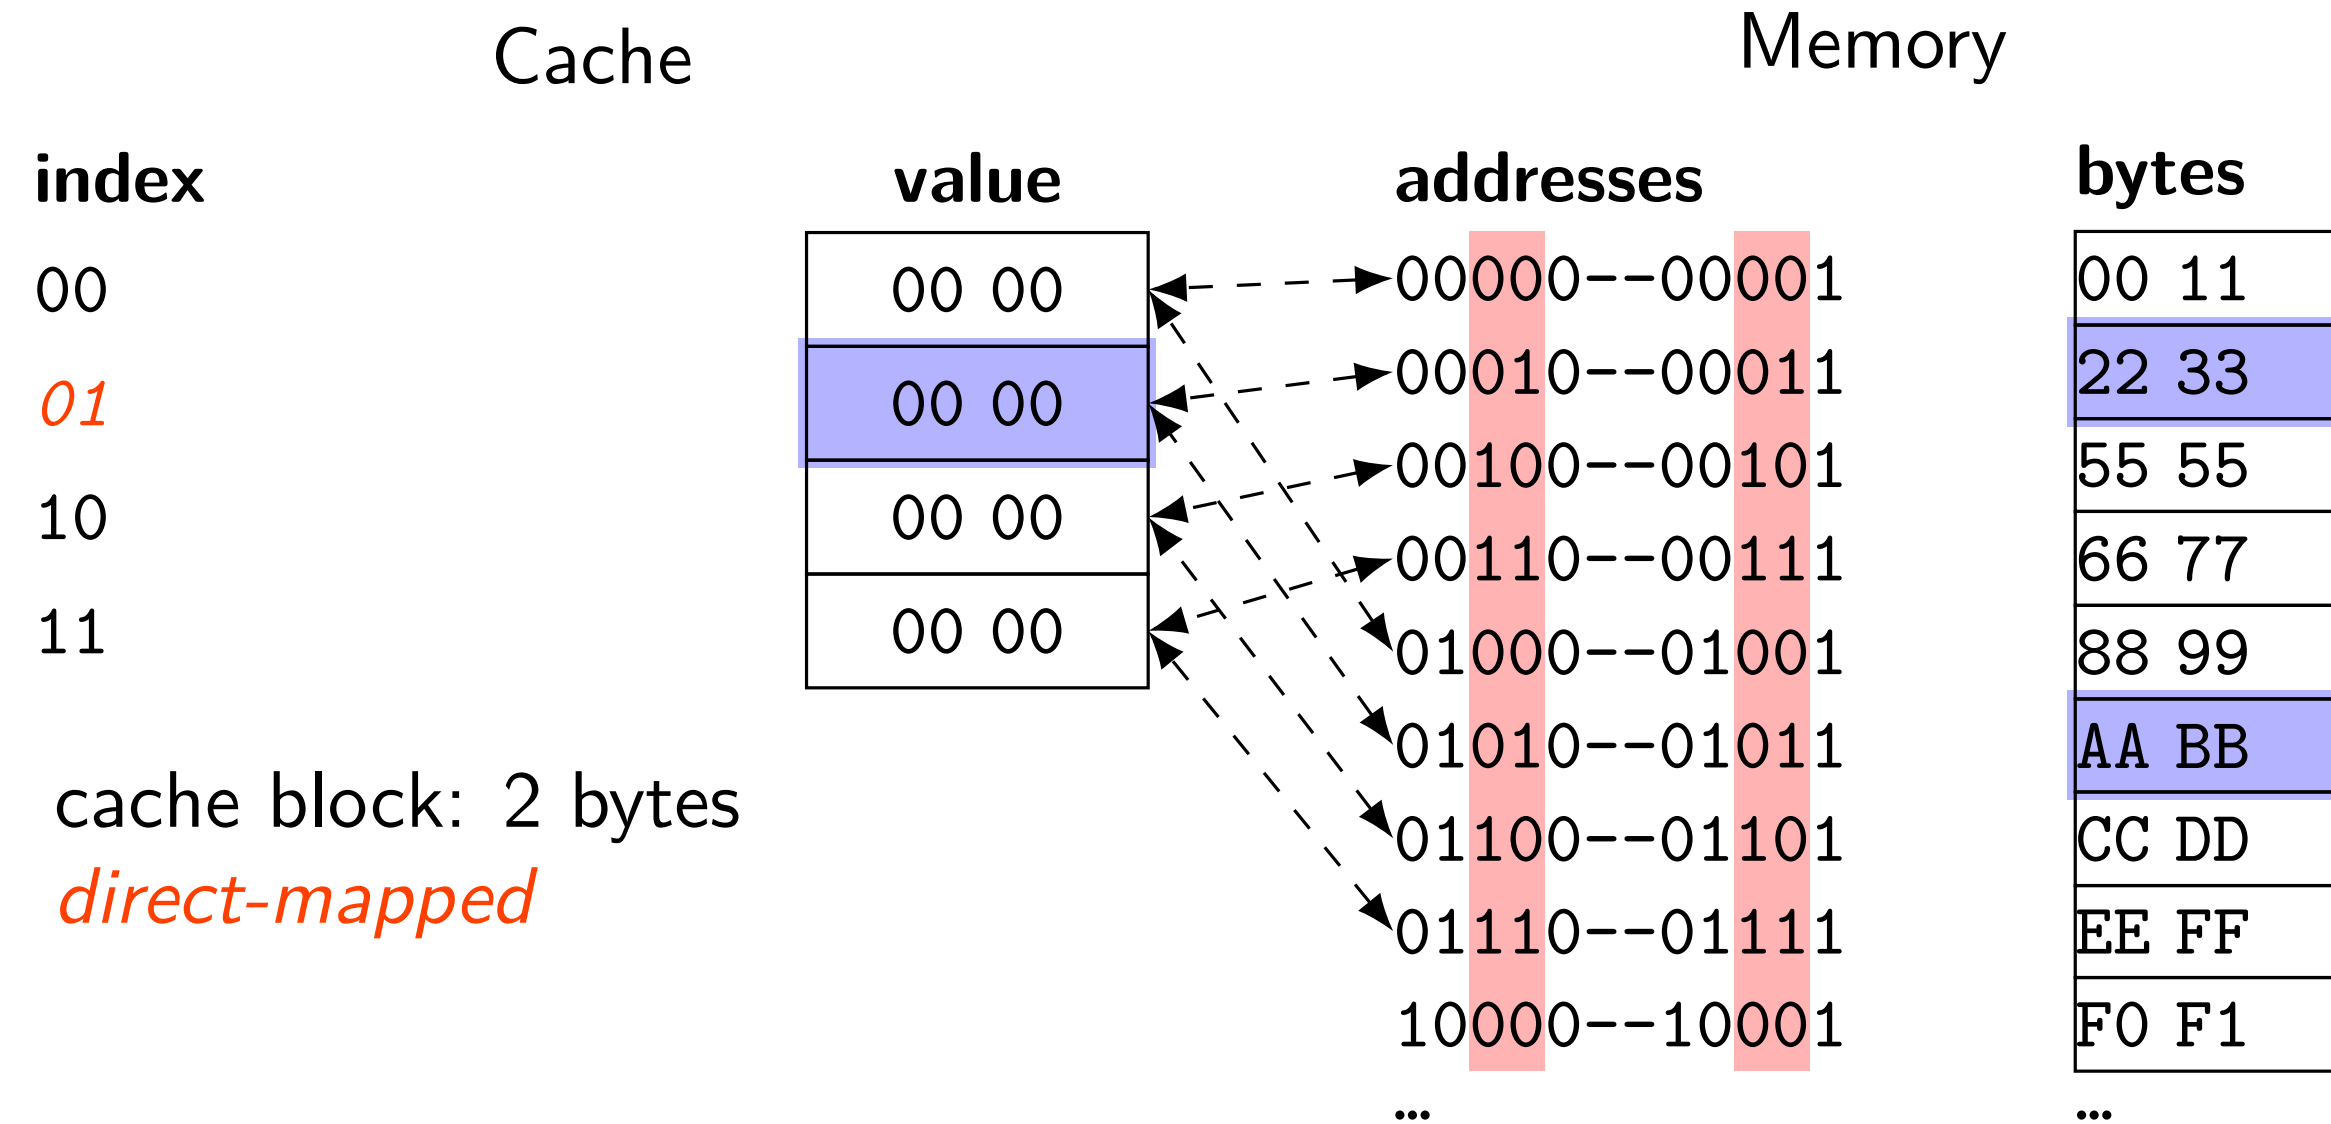 Cache Memory
index value addresses bytes
00 00 00 00000--00001 00 11
01 00 00 00010--00011 22 33
10 00 00 00100--00101 55 55
11 00 00 00110--00111 66 77
01000--01001 88 99
01010--01011 AA BB
01100--01101 CC DD
01110--01111 EE FF
10000--10001 F0 F1
… …
cache block: 2 bytes
direct-mapped